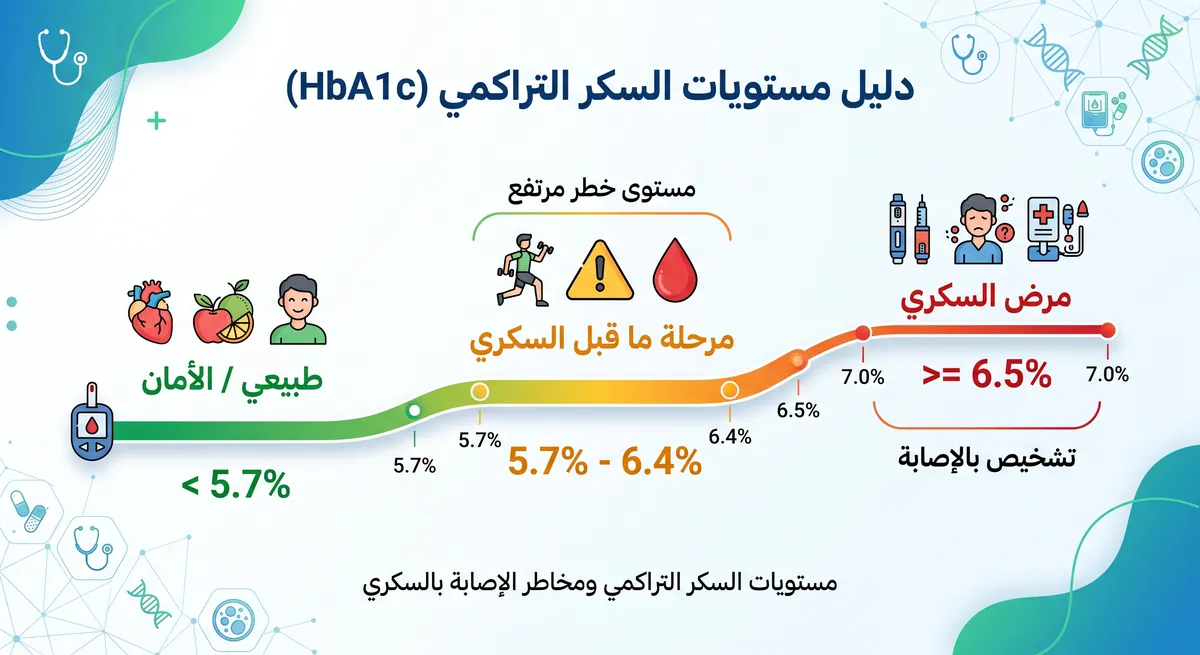 دليل مستويات السكر التراكمي (HbA1c)
طبيعي / الأمان
< 5.7%
5.7%
مستوى خطر مرتفع
مرحلة ما قبل السكري
5.7%
5.7% - 6.4%
6.4%
6.5%
مرض السكري
7.0%
>= 6.5%
7.0%
تشخيص بالإصابة
مستويات السكر التراكمي ومخاطر الإصابة بالسكري